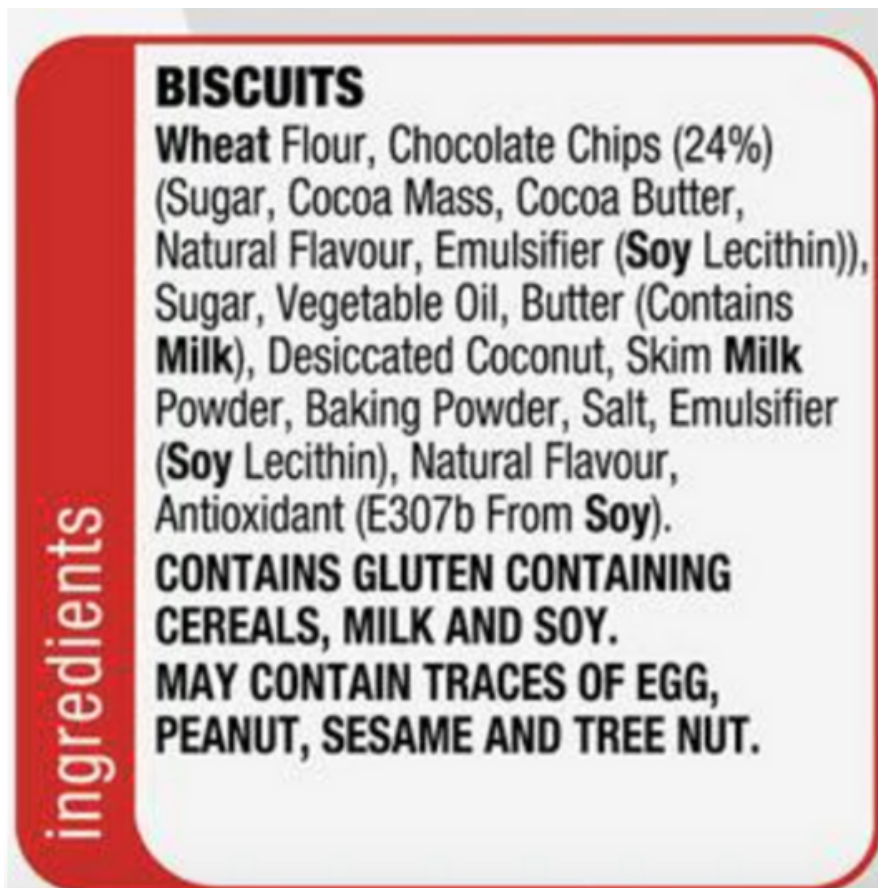 BISCUITS
Wheat Flour, Chocolate Chips (24%)
(Sugar, Cocoa Mass, Cocoa Butter,
Natural Flavour, Emulsifier (Soy Lecithin)),
Sugar, Vegetable Oil, Butter (Contains
Milk), Desiccated Coconut, Skim Milk
Powder, Baking Powder, Salt, Emulsifier
(Soy Lecithin), Natural Flavour,
Antioxidant (E307b From Soy).
CONTAINS GLUTEN CONTAINING
CEREALS, MILK AND SOY.
MAY CONTAIN TRACES OF EGG,
PEANUT, SESAME AND TREE NUT.
ingredients